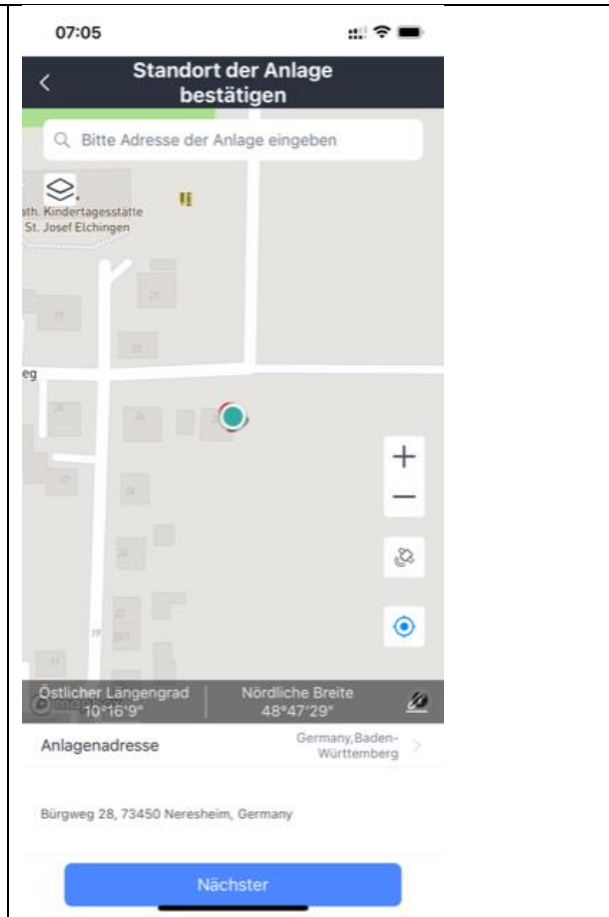 07:05
Standort der Anlage
bestätigen
Bitte Adresse der Anlage eingeben
ath. Kindertagesstätte
St. Josef Elchingen
eg
Östlicher Längengrad
10°16'9"
Nördliche Breite
48°47'29"
Anlagenadresse
Germany,Baden-
Württemberg
Bürgweg 28, 73450 Neresheim, Germany
Nächster